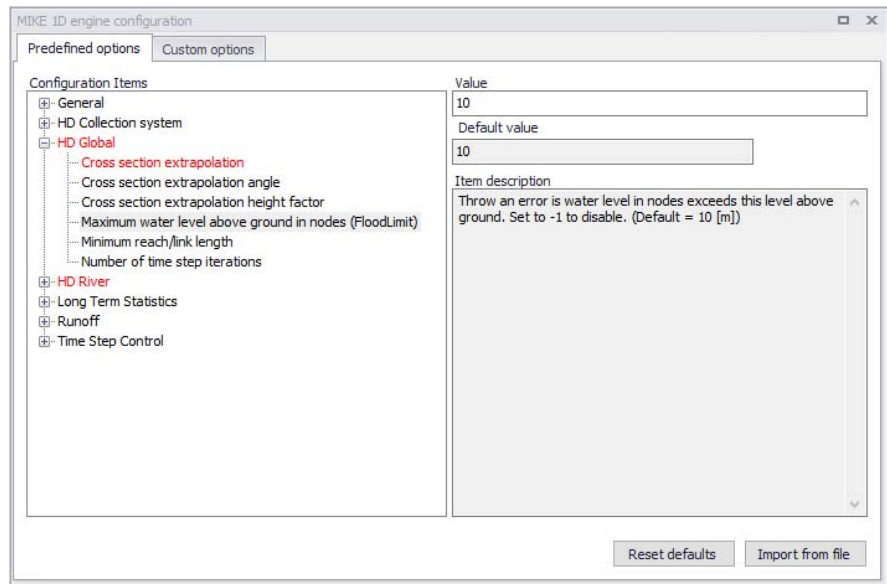 MIKE 1D engine configuration
Predefined options
Custom options
Configuration Items
General
HD Collection system
HD Global
Cross section extrapolation
Cross section extrapolation angle
Cross section extrapolation height factor
Maximum water level above ground in nodes (FloodLimit)
Minimum reach/link length
Number of time step iterations
HD River
Long Term Statistics
Runoff
Time Step Control
Value
10
Default value
10
Item description
Throw an error is water level in nodes exceeds this level above
ground. Set to -1 to disable. (Default = 10 [m])
Reset defaults
Import from file